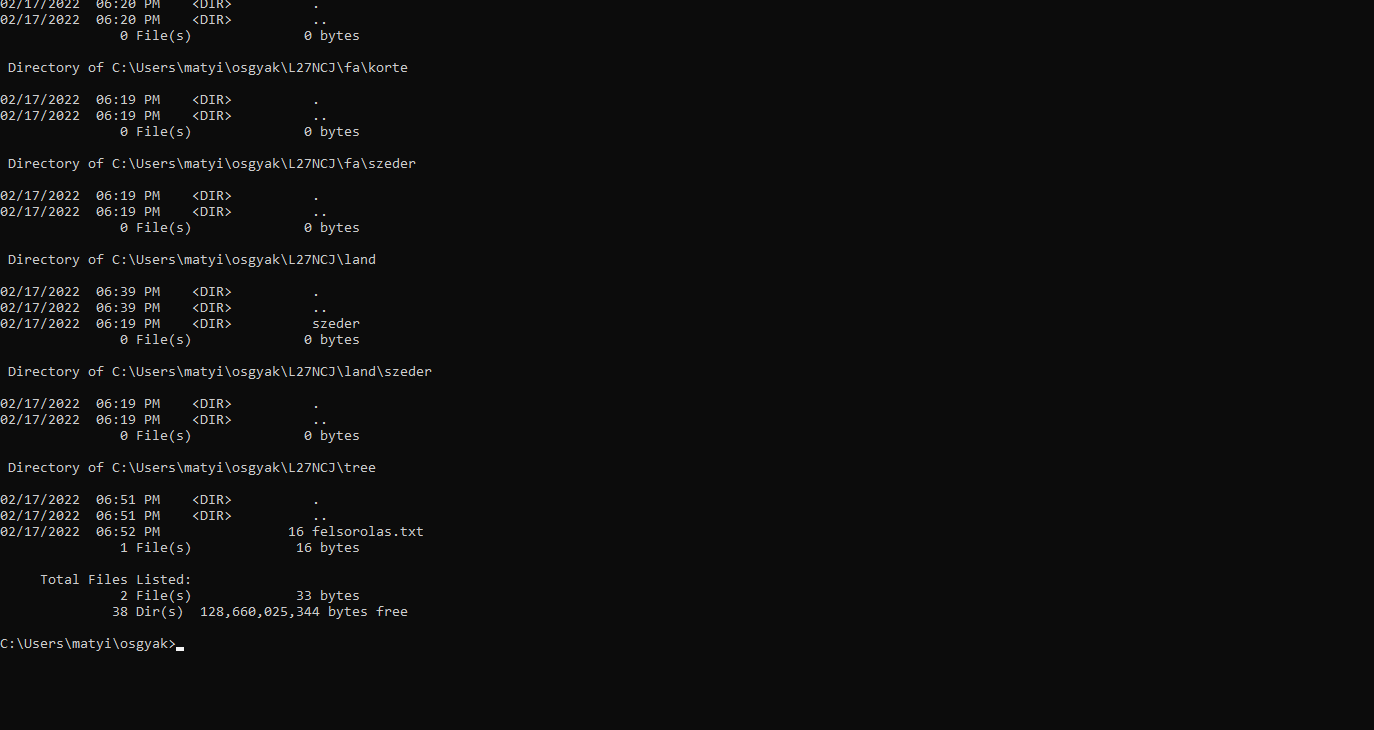 02/17/2022  06:20 PM    <DIR>          .
02/17/2022  06:20 PM    <DIR>          ..
               0 File(s)              0 bytes

 Directory of C:\Users\matyi\osgyak\L27NCJ\fa\korte

02/17/2022  06:19 PM    <DIR>          .
02/17/2022  06:19 PM    <DIR>          ..
               0 File(s)              0 bytes

 Directory of C:\Users\matyi\osgyak\L27NCJ\fa\szeder

02/17/2022  06:19 PM    <DIR>          .
02/17/2022  06:19 PM    <DIR>          ..
               0 File(s)              0 bytes

 Directory of C:\Users\matyi\osgyak\L27NCJ\land

02/17/2022  06:39 PM    <DIR>          .
02/17/2022  06:39 PM    <DIR>          ..
02/17/2022  06:19 PM    <DIR>          szeder
               0 File(s)              0 bytes

 Directory of C:\Users\matyi\osgyak\L27NCJ\land\szeder

02/17/2022  06:19 PM    <DIR>          .
02/17/2022  06:19 PM    <DIR>          ..
               0 File(s)              0 bytes

 Directory of C:\Users\matyi\osgyak\L27NCJ\tree

02/17/2022  06:51 PM    <DIR>          .
02/17/2022  06:51 PM    <DIR>          ..
02/17/2022  06:52 PM                16 felsorolas.txt
               1 File(s)             16 bytes

     Total Files Listed:
               2 File(s)             33 bytes
              38 Dir(s)  128,660,025,344 bytes free

C:\Users\matyi\osgyak>